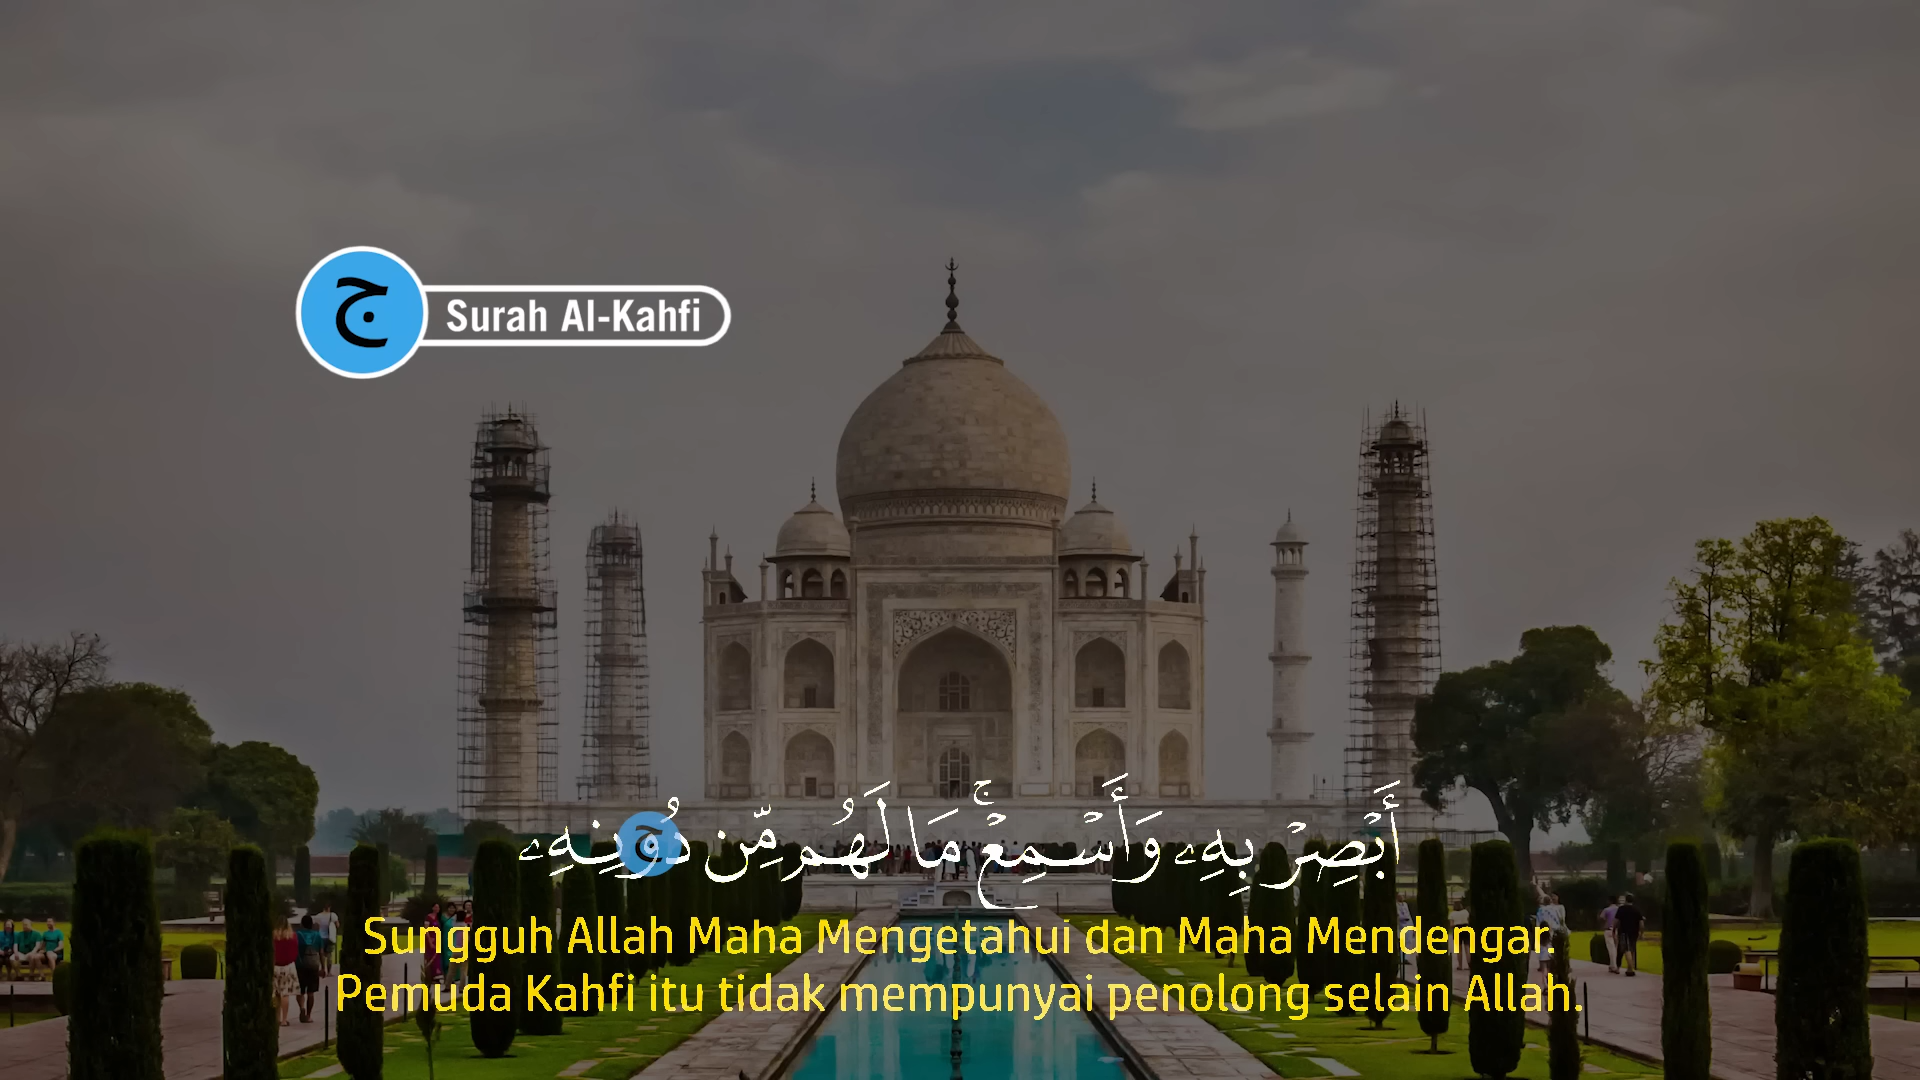 ج
Surah Al-Kahfi
أَبْصِرْ بِهِۦ وَأَسْمِعْ ۚ مَا لَهُم مِّن دُونِهِۦ
ج
Sungguh Allah Maha Mengetahui dan Maha Mendengar.
Pemuda Kahfi itu tidak mempunyai penolong selain Allah.